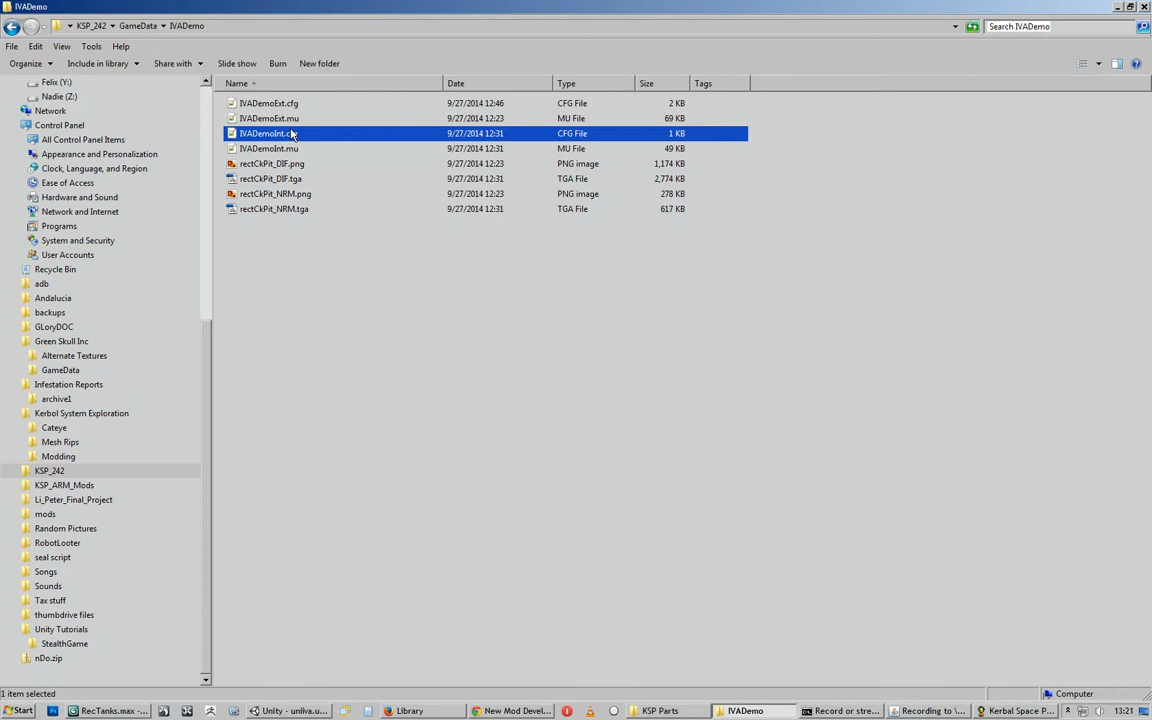 IVADemo
KSP_242 GameData IVADemo
Search IVADemo
File Edit View Tools Help
Organize Include in library Share with Slide show Burn New folder
Name Date Type Size Tags
Felix (Y:)
Nadie (Z:)
Network
Control Panel
All Control Panel Items
Appearance and Personalization
Clock, Language, and Region
Ease of Access
Hardware and Sound
Network and Internet
Programs
System and Security
User Accounts
Recycle Bin
adb
Andalucia
backups
GLoryDOC
Green Skull Inc
Alternate Textures
GameData
Infestation Reports
archive1
Kerbol System Exploration
Cateye
Mesh Rips
Modding
KSP_242
KSP_ARM_Mods
Li_Peter_Final_Project
mods
Random Pictures
RobotLooter
seal script
Songs
Sounds
Tax stuff
thumbdrive files
Unity Tutorials
StealthGame
nDo.zip
IVADemoExt.cfg 9/27/2014 12:46 CFG File 2 KB
IVADemoExt.mu 9/27/2014 12:23 MU File 69 KB
IVADemoInt.c 9/27/2014 12:31 CFG File 1 KB
IVADemoInt.mu 9/27/2014 12:31 MU File 49 KB
rectCkPit_DIF.png 9/27/2014 12:23 PNG image 1,174 KB
rectCkPit_DIF.tga 9/27/2014 12:31 TGA File 2,774 KB
rectCkPit_NRM.png 9/27/2014 12:23 PNG image 278 KB
rectCkPit_NRM.tga 9/27/2014 12:31 TGA File 617 KB
1 item selected
Computer
Start RecTanks.max -... Unity - uniiva.u... Library New Mod Devel... KSP Parts IVADemo Record or stre... Recording to \... Kerbal Space P... 13:21